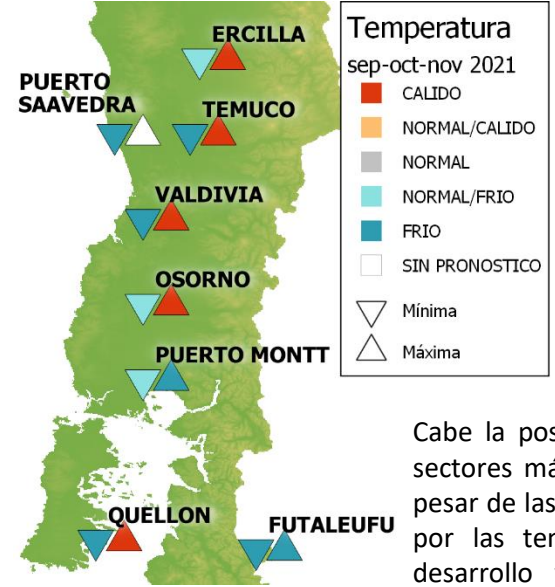 ERCILLA
PUERTO
SAAVEDRA
TEMUCO
VALDIVIA
OSORNO
PUERTO MONTT
QUELLON
FUTALEUFU
Temperatura
sep-oct-nov 2021
CALIDO
NORMAL/CALIDO
NORMAL
NORMAL/FRIO
FRIO
SIN PRONOSTICO
Mínima
Máxima
Cabe la pos
sectores má
pesar de las
por las ter
desarrollo